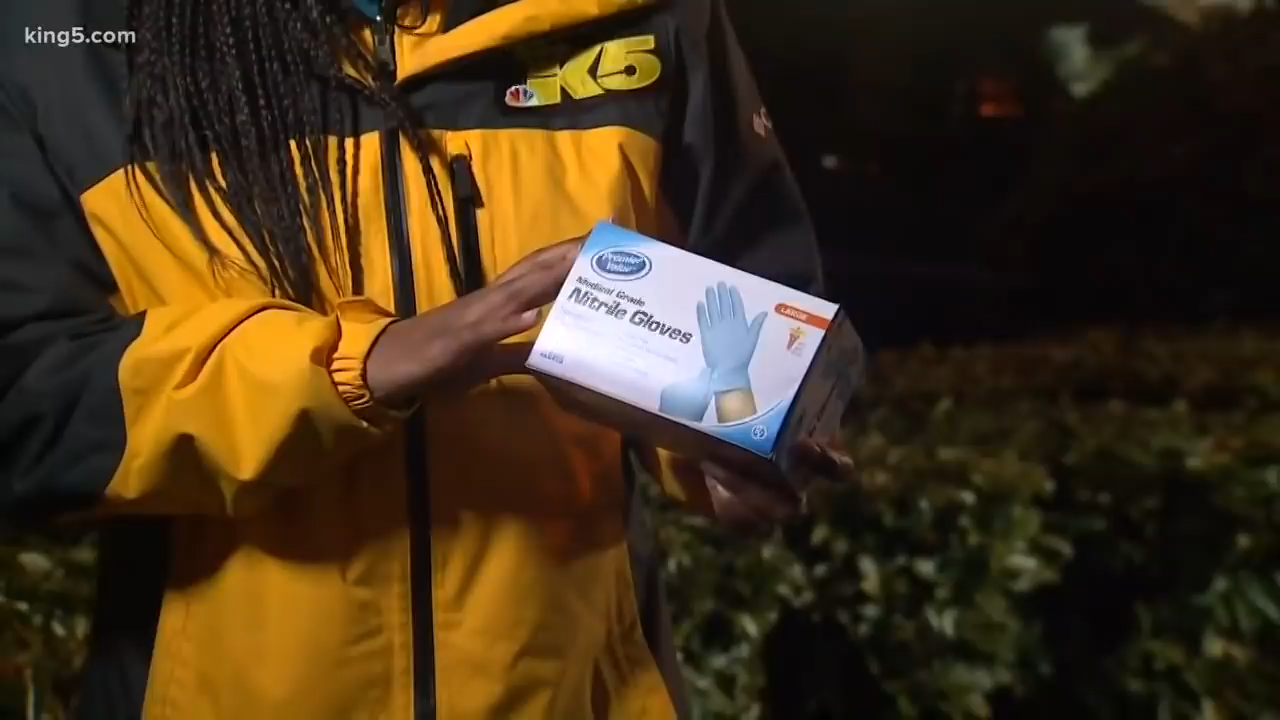 king5.com
K5
Premier
Value
Medical Grade
Nitrile Gloves
LARGE